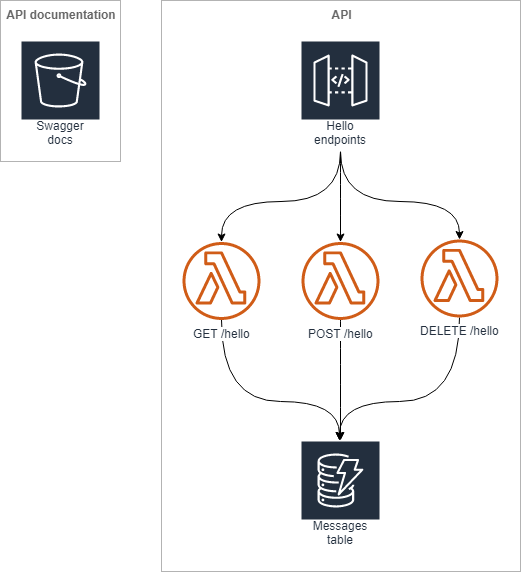 API documentation
Swagger
docs
API
Hello
endpoints
GET /hello
POST /hello
DELETE /hello
Messages
table